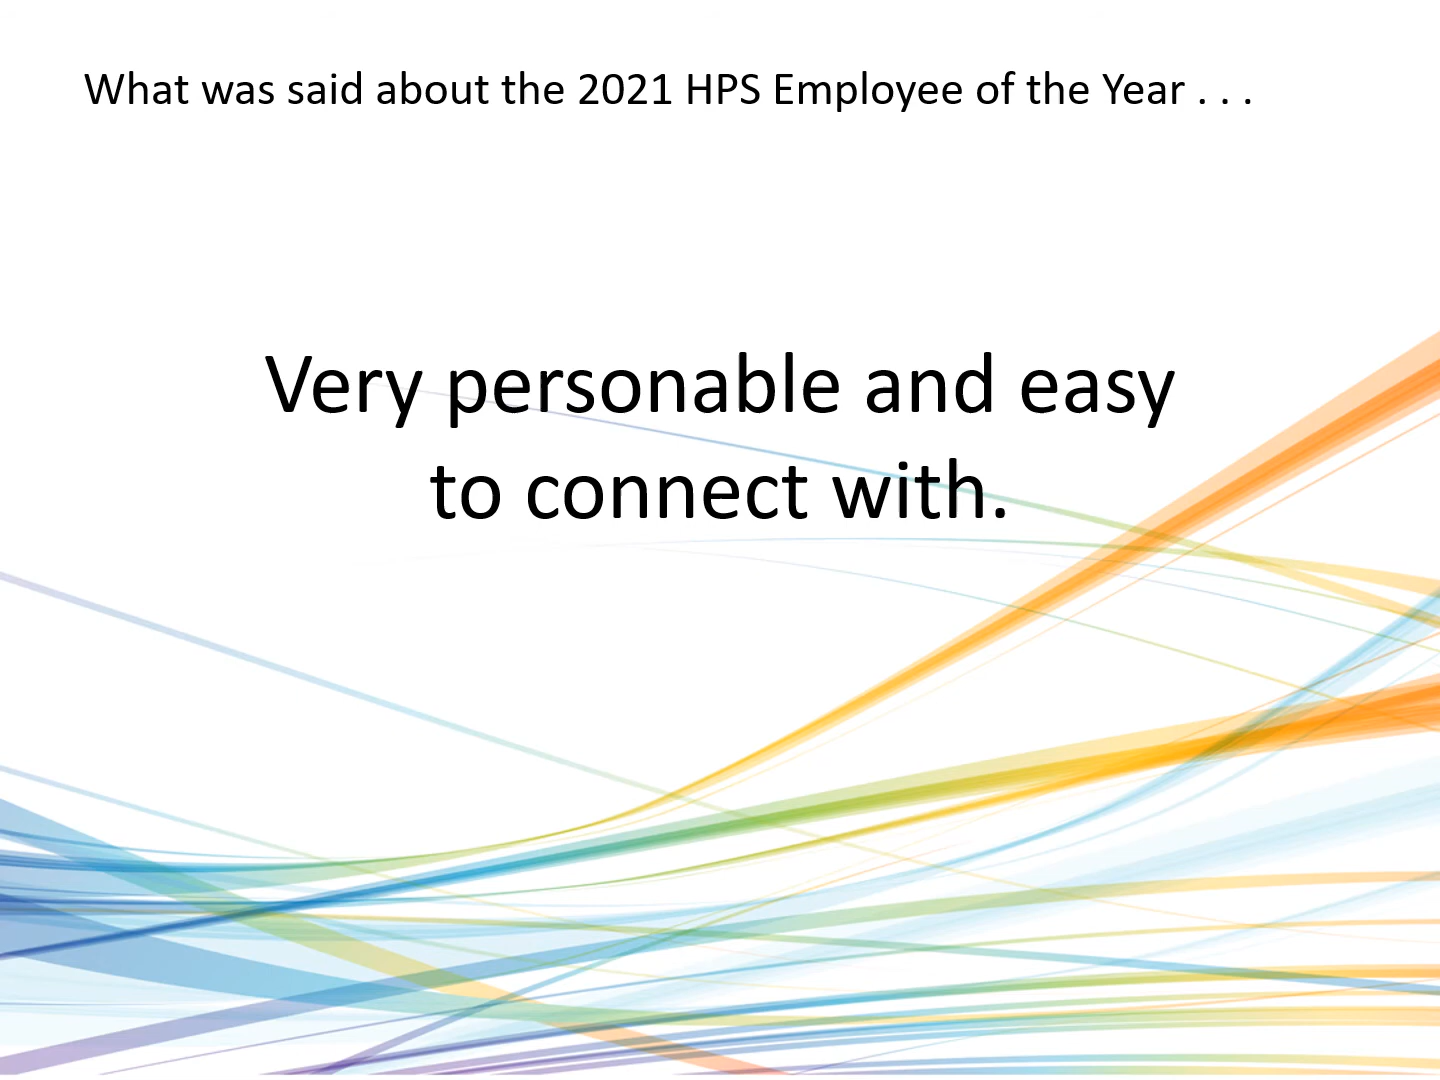 What was said about the 2021 HPS Employee of the Year . . .
Very personable and easy
to connect with.